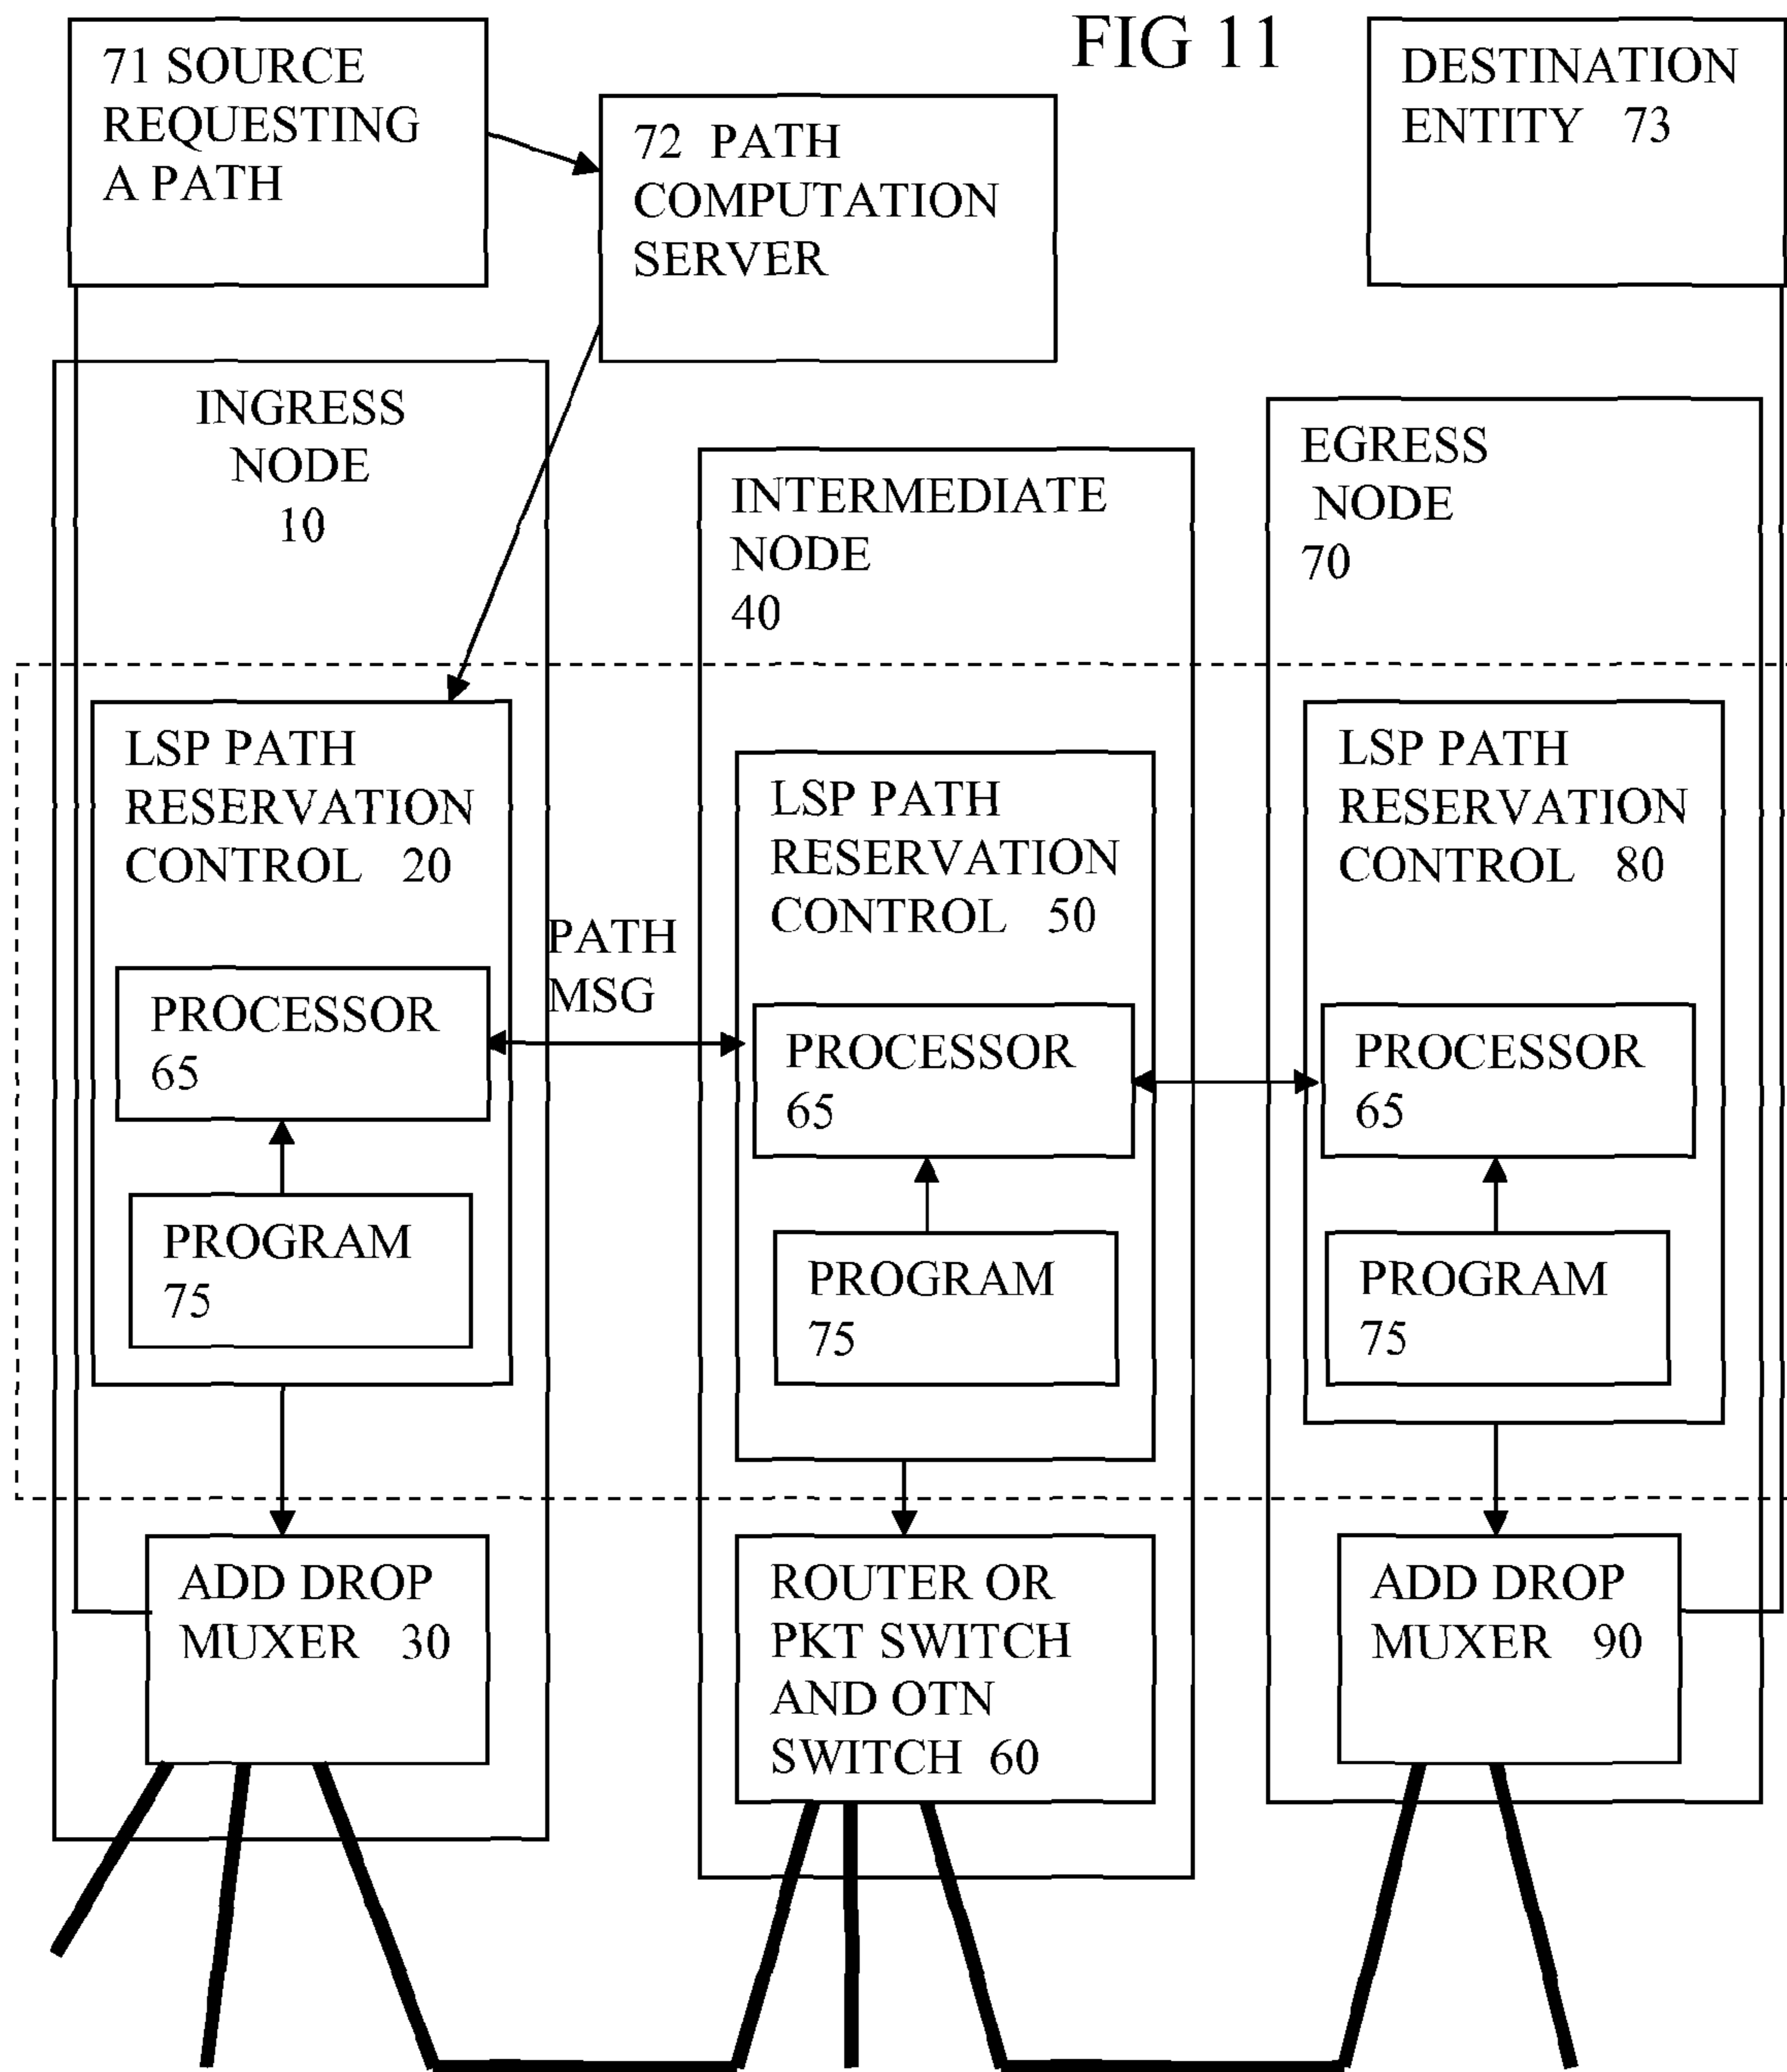 FIG 11
71 SOURCE
REQUESTING
A PATH
72 PATH
COMPUTATION
SERVER
DESTINATION
ENTITY 73
INGRESS
NODE
10
INTERMEDIATE
NODE
40
EGRESS
NODE
70
LSP PATH
RESERVATION
CONTROL 20
PROCESSOR
65
PROGRAM
75
PATH
MSG
LSP PATH
RESERVATION
CONTROL 50
PROCESSOR
65
PROGRAM
75
LSP PATH
RESERVATION
CONTROL 80
PROCESSOR
65
PROGRAM
75
ADD DROP
MUXER 30
ROUTER OR
PKT SWITCH
AND OTN
SWITCH 60
ADD DROP
MUXER 90